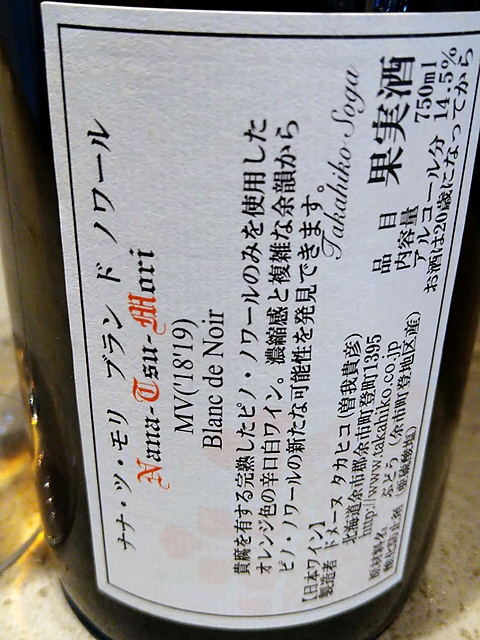 ナナ・ツ・モリ ブラン ド ノワール
Nana-Tsu-Mori
MV('18'19)
Blanc de Noir
貴腐を有する完熟したピノ・ノワールのみを使用した
オレンジ色の辛口白ワイン。濃縮感と複雑な余韻から
ピノ・ノワールの新たな可能性を発見できます。
Takahiko Soga
【日本ワイン】
製造者 ドメーヌ タカヒコ (曽我貴彦)
北海道余市郡余市町登町1395
http://www.takahiko.co.jp
原材料名 ぶどう (余市町登地区産)
酸化防止剤 (亜硫酸塩)
品目 果実酒
内容量 750ml
アルコール分 14.5%
お酒は20歳になってから